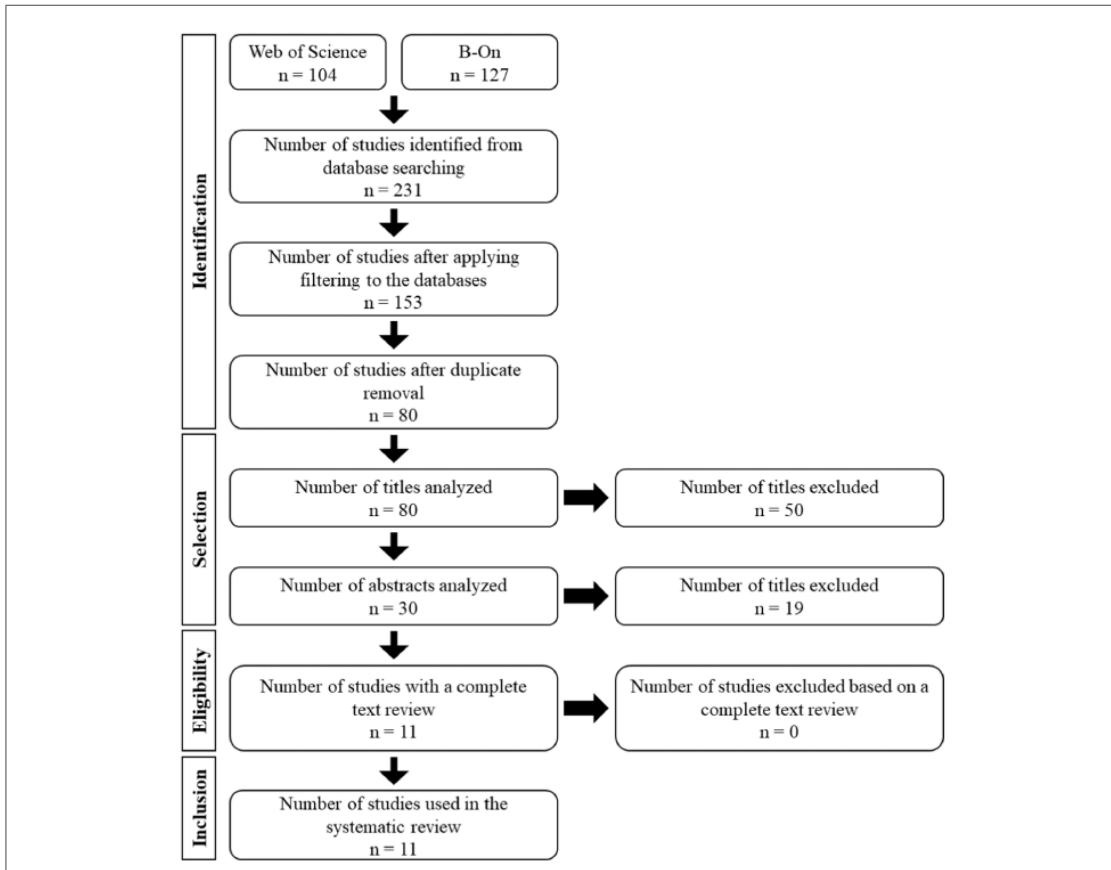 Web of Science
n = 104
B-On
n = 127
Number of studies identified from
database searching
n = 231
Identification
Number of studies after applying
filtering to the databases
n = 153
Number of studies after duplicate
removal
n = 80
Selection
Number of titles analyzed
n = 80
Number of titles excluded
n = 50
Number of abstracts analyzed
n = 30
Number of titles excluded
n = 19
Eligibility
Number of studies with a complete
text review
n = 11
Number of studies excluded based on a
complete text review
n = 0
Inclusion
Number of studies used in the
systematic review
n = 11